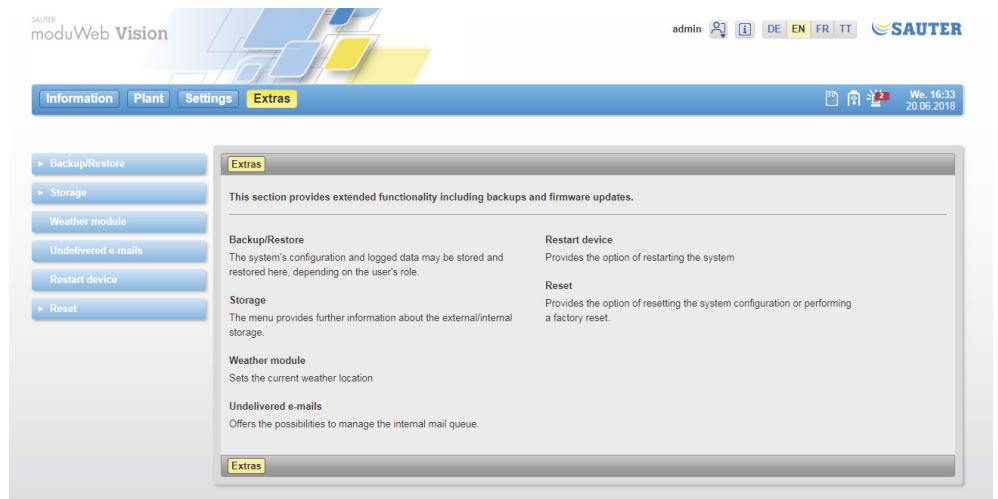 SAUTER
moduWeb Vision
admin DE EN FR TT SAUTER
Information Plant Settings Extras
SD 2 We. 16:33
20.06.2018
Backup/Restore
Storage
Weather module
Undelivered e-mails
Restart device
Reset
Extras
This section provides extended functionality including backups and firmware updates.
Backup/Restore
The system's configuration and logged data may be stored and
restored here, depending on the user's role.
Storage
The menu provides further information about the external/internal
storage.
Weather module
Sets the current weather location
Undelivered e-mails
Offers the possibilities to manage the internal mail queue.
Restart device
Provides the option of restarting the system
Reset
Provides the option of resetting the system configuration or performing
a factory reset.
Extras